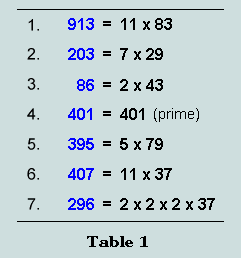 1. 913 = 11 x 83
2. 203 = 7 x 29
3. 86 = 2 x 43
4. 401 = 401 (prime)
5. 395 = 5 x 79
6. 407 = 11 x 37
7. 296 = 2 x 2 x 2 x 37
Table 1